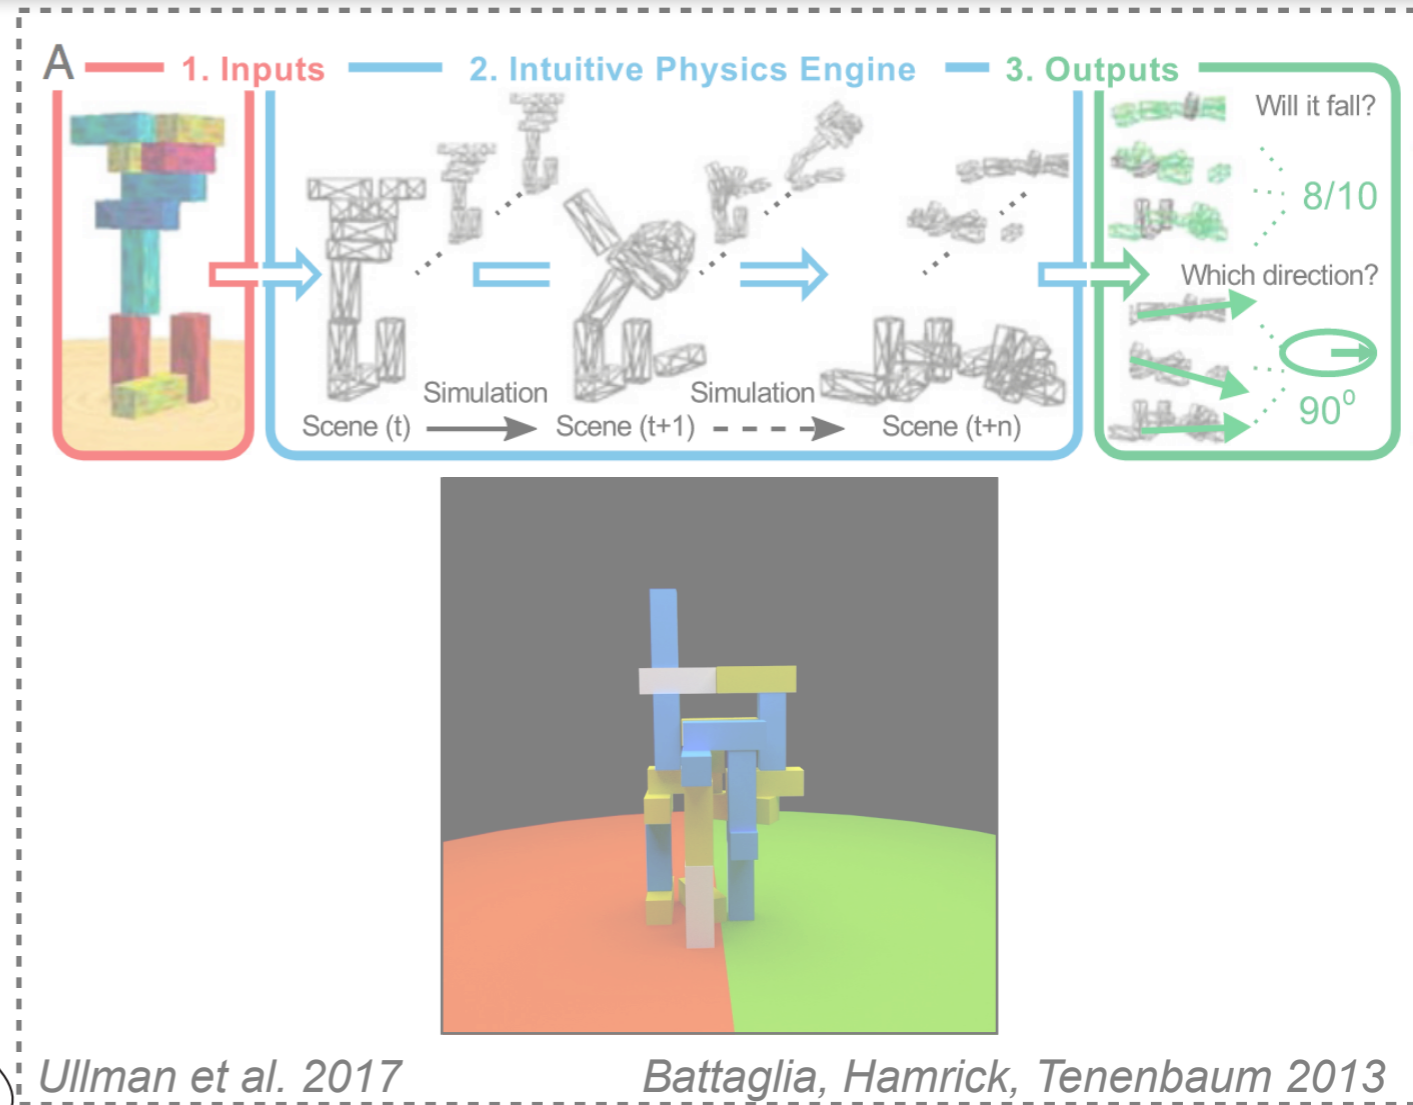 A 1. Inputs 2. Intuitive Physics Engine 3. Outputs
Will it fall?
8/10
Which direction?
90⁰
Simulation Simulation
Scene (t) Scene (t+1) Scene (t+n)
Ullman et al. 2017 Battaglia, Hamrick, Tenenbaum 2013